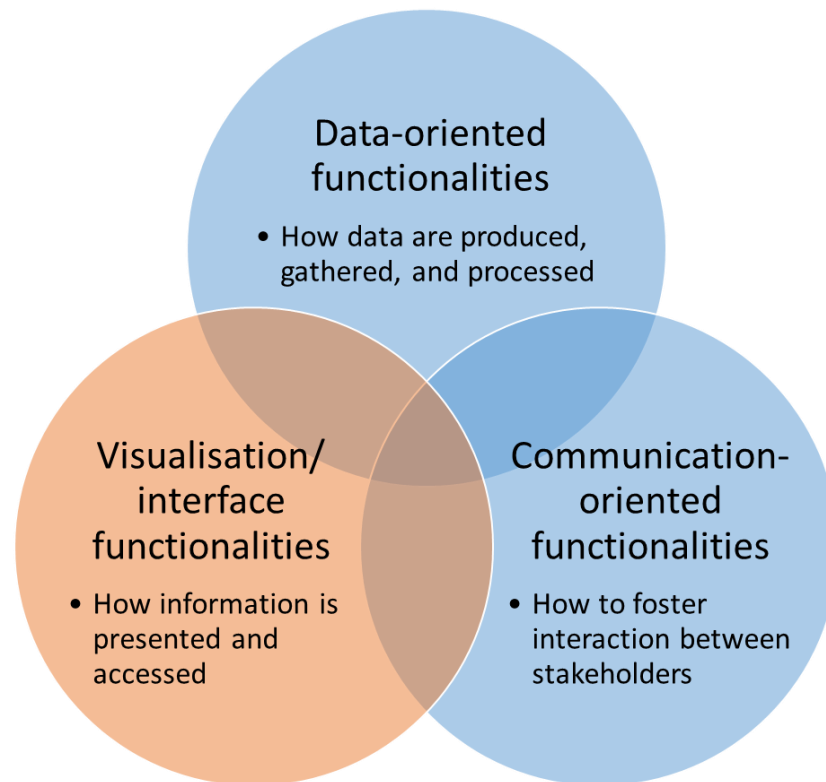 Data-oriented
functionalities
• How data are produced,
gathered, and processed
Visualisation/
interface
functionalities
• How information is
presented and
accessed
Communication-
oriented
functionalities
• How to foster
interaction between
stakeholders